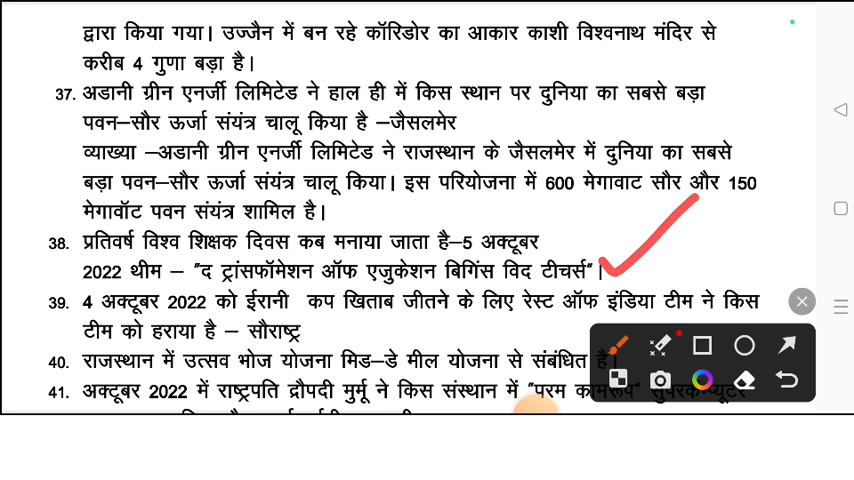 द्वारा किया गया। उज्जैन में बन रहे कॉरिडोर का आकार काशी विश्वनाथ मंदिर से
करीब 4 गुणा बड़ा है।
37. अडानी ग्रीन एनर्जी लिमिटेड ने हाल ही में किस स्थान पर दुनिया का सबसे बड़ा
पवन–सौर ऊर्जा संयंत्र चालू किया है –जैसलमेर
व्याख्या –अडानी ग्रीन एनर्जी लिमिटेड ने राजस्थान के जैसलमेर में दुनिया का सबसे
बड़ा पवन–सौर ऊर्जा संयंत्र चालू किया। इस परियोजना में 600 मेगावाट सौर और 150
मेगावॉट पवन संयंत्र शामिल है।
38. प्रतिवर्ष विश्व शिक्षक दिवस कब मनाया जाता है–5 अक्टूबर
2022 थीम – "द ट्रांसफॉमेशन ऑफ एजुकेशन बिगिंस विद टीचर्स"।
39. 4 अक्टूबर 2022 को ईरानी कप खिताब जीतने के लिए रेस्ट ऑफ इंडिया टीम ने किस
टीम को हराया है – सौराष्ट्र
40. राजस्थान में उत्सव भोज योजना मिड–डे मील योजना से संबंधित है।
41. अक्टूबर 2022 में राष्ट्रपति द्रौपदी मुर्मू ने किस संस्थान में "परम कामरूप" सुपरकम्प्यूटर